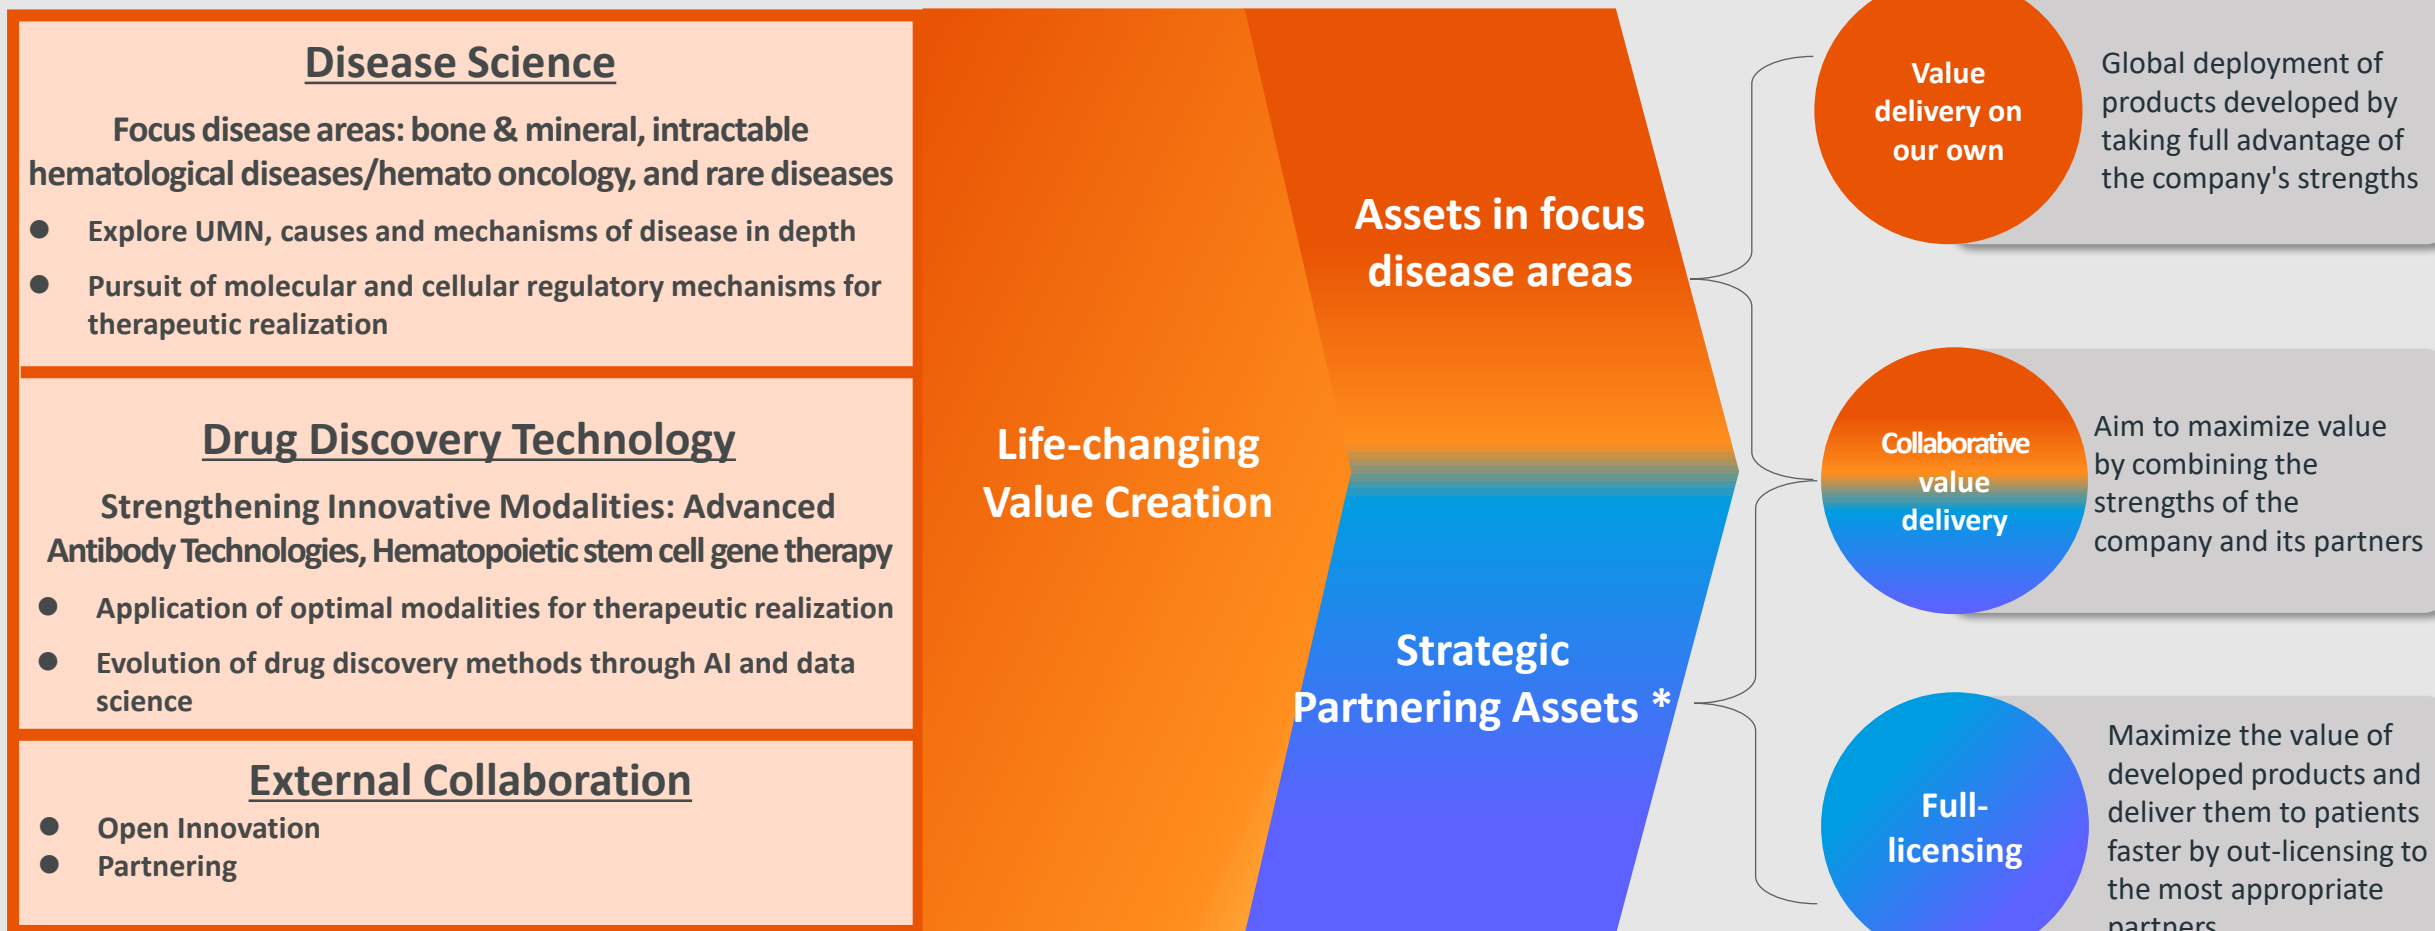 Disease Science
Focus disease areas: bone & mineral, intractable
hematological diseases/hemato oncology, and rare diseases
● Explore UMN, causes and mechanisms of disease in depth
● Pursuit of molecular and cellular regulatory mechanisms for
therapeutic realization
Drug Discovery Technology
Strengthening Innovative Modalities: Advanced
Antibody Technologies, Hematopoietic stem cell gene therapy
● Application of optimal modalities for therapeutic realization
● Evolution of drug discovery methods through AI and data
science
External Collaboration
● Open Innovation
● Partnering
Life-changing
Value Creation
Assets in focus
disease areas
Strategic
Partnering Assets *
Value
delivery on
our own
Global deployment of
products developed by
taking full advantage of
the company's strengths
Collaborative
value
delivery
Aim to maximize value
by combining the
strengths of the
company and its partners
Full-
licensing
Maximize the value of
developed products and
deliver them to patients
faster by out-licensing to
the most appropriate
partners